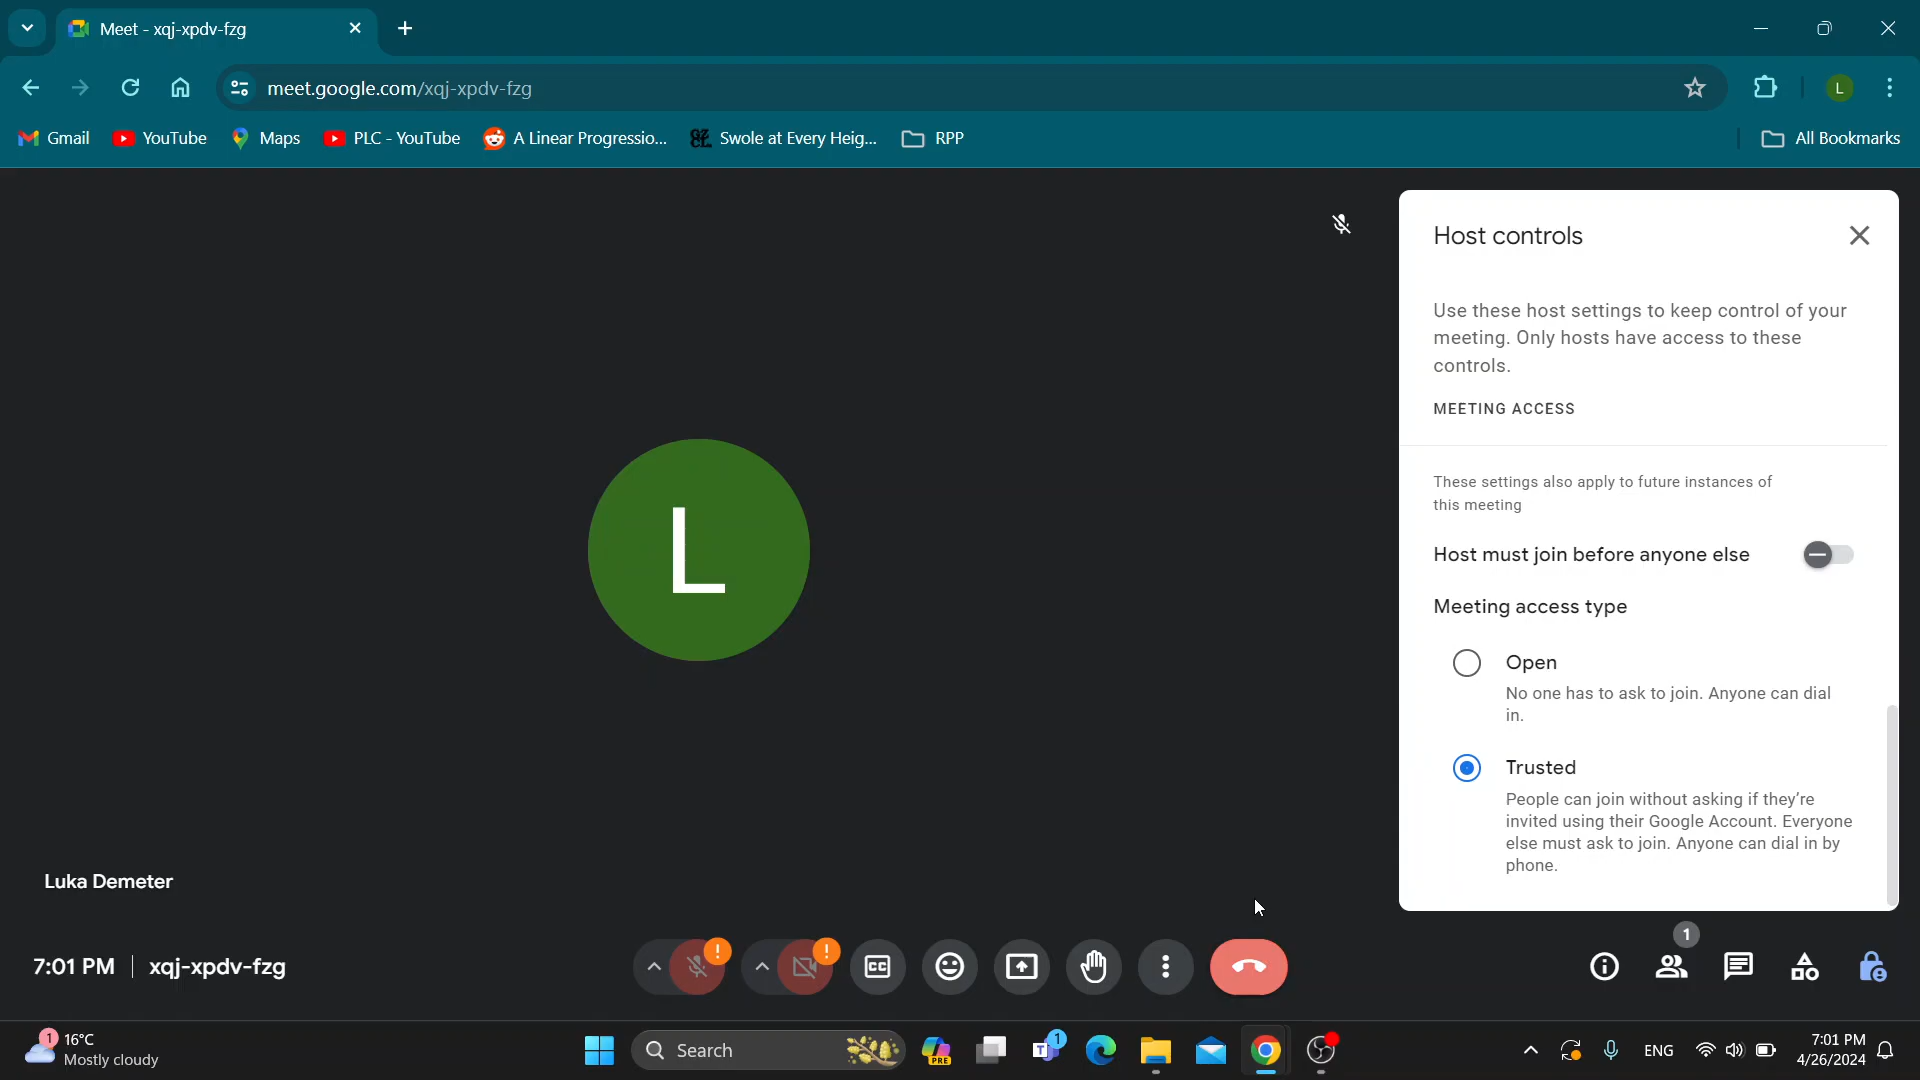 Meet - xqj-xpdv-fzg
meet.google.com/xqj-xpdv-fzg
L
Gmail
YouTube
Maps
PLC - YouTube
A Linear Progressio...
Swole at Every Heig...
RPP
All Bookmarks
Host controls
Use these host settings to keep control of your
meeting. Only hosts have access to these
controls.
MEETING ACCESS
These settings also apply to future instances of
this meeting
Host must join before anyone else
Meeting access type
Open
No one has to ask to join. Anyone can dial
in.
Trusted
People can join without asking if they're
invited using their Google Account. Everyone
else must ask to join. Anyone can dial in by
phone.
L
Luka Demeter
7:01 PM | xqj-xpdv-fzg
!
!
CC
1
1
16°C
Mostly cloudy
Search
PRE
T
1
ENG
7:01 PM
4/26/2024